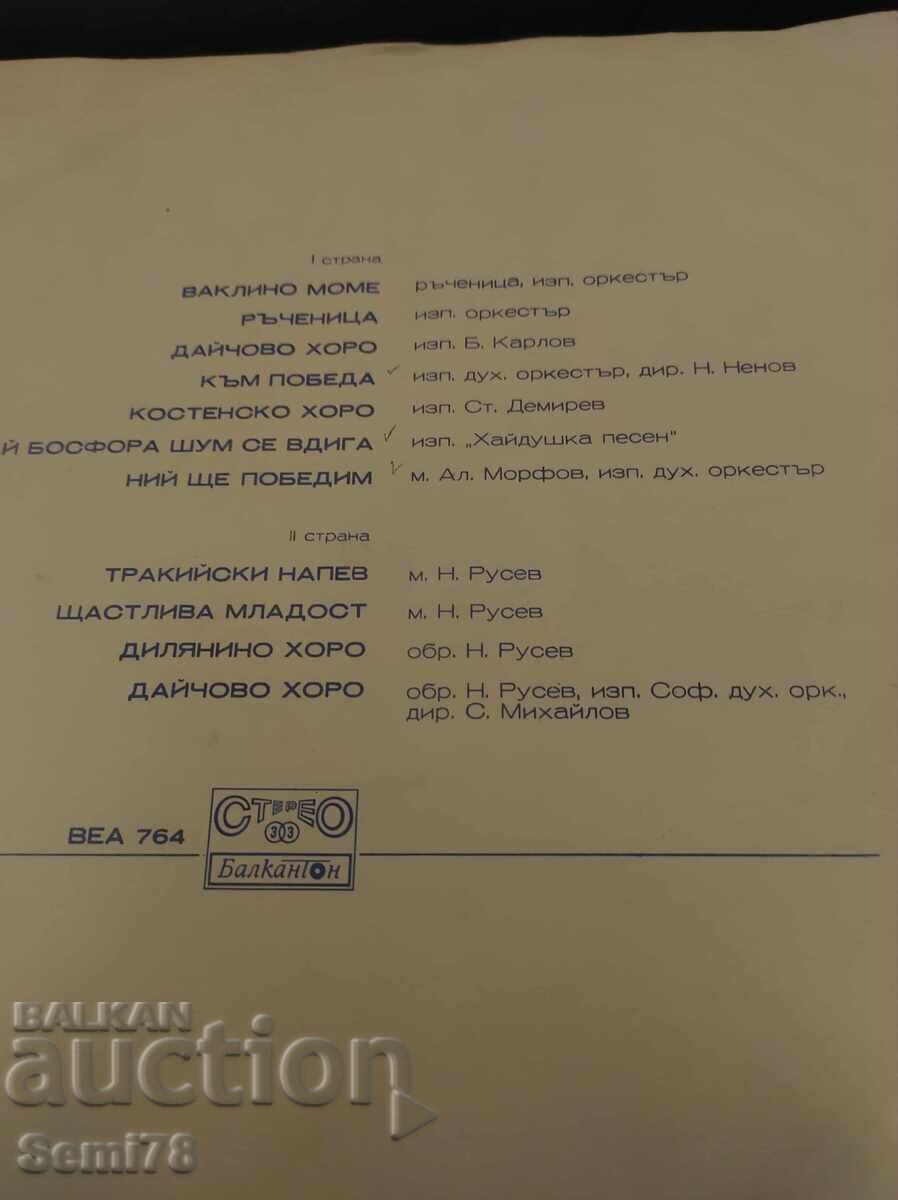 I страна
ВАКЛИНО МОМЕ ръченица, изп. оркестър
РЪЧЕНИЦА изп. оркестър
ДАЙЧОВО ХОРО изп. Б. Карлов
КЪМ ПОБЕДА изп. дух. оркестър, дир. Н. Ненов
КОСТЕНСКО ХОРО изп. Ст. Демирев
Й БОСФОРА ШУМ СЕ ВДИГА изп. „Хайдушка песен"
НИЙ ЩЕ ПОБЕДИМ м. Ал. Морфов, изп. дух. оркестър
II страна
ТРАКИЙСКИ НАПЕВ м. Н. Русев
ЩАСТЛИВА МЛАДОСТ м. Н. Русев
ДИЛЯНИНО ХОРО обр. Н. Русев
ДАЙЧОВО ХОРО обр. Н. Русев, изп. Соф. дух. орк.,
дир. С. Михайлов
ВЕА 764
СТЕРЕО
33
Балкантон
BALKAN
auction
Semi78